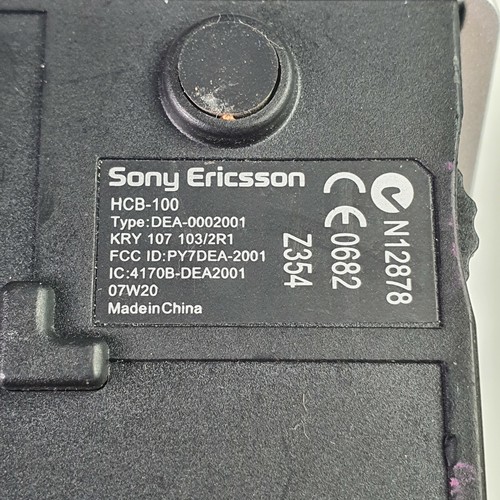 Sony Ericsson
HCB-100
Type:DEA-0002001
KRY 107 103/2R1
FCC ID:PY7DEA-2001
IC:4170B-DEA2001
07W20
MadeinChina
Z354
CE0682
N12878